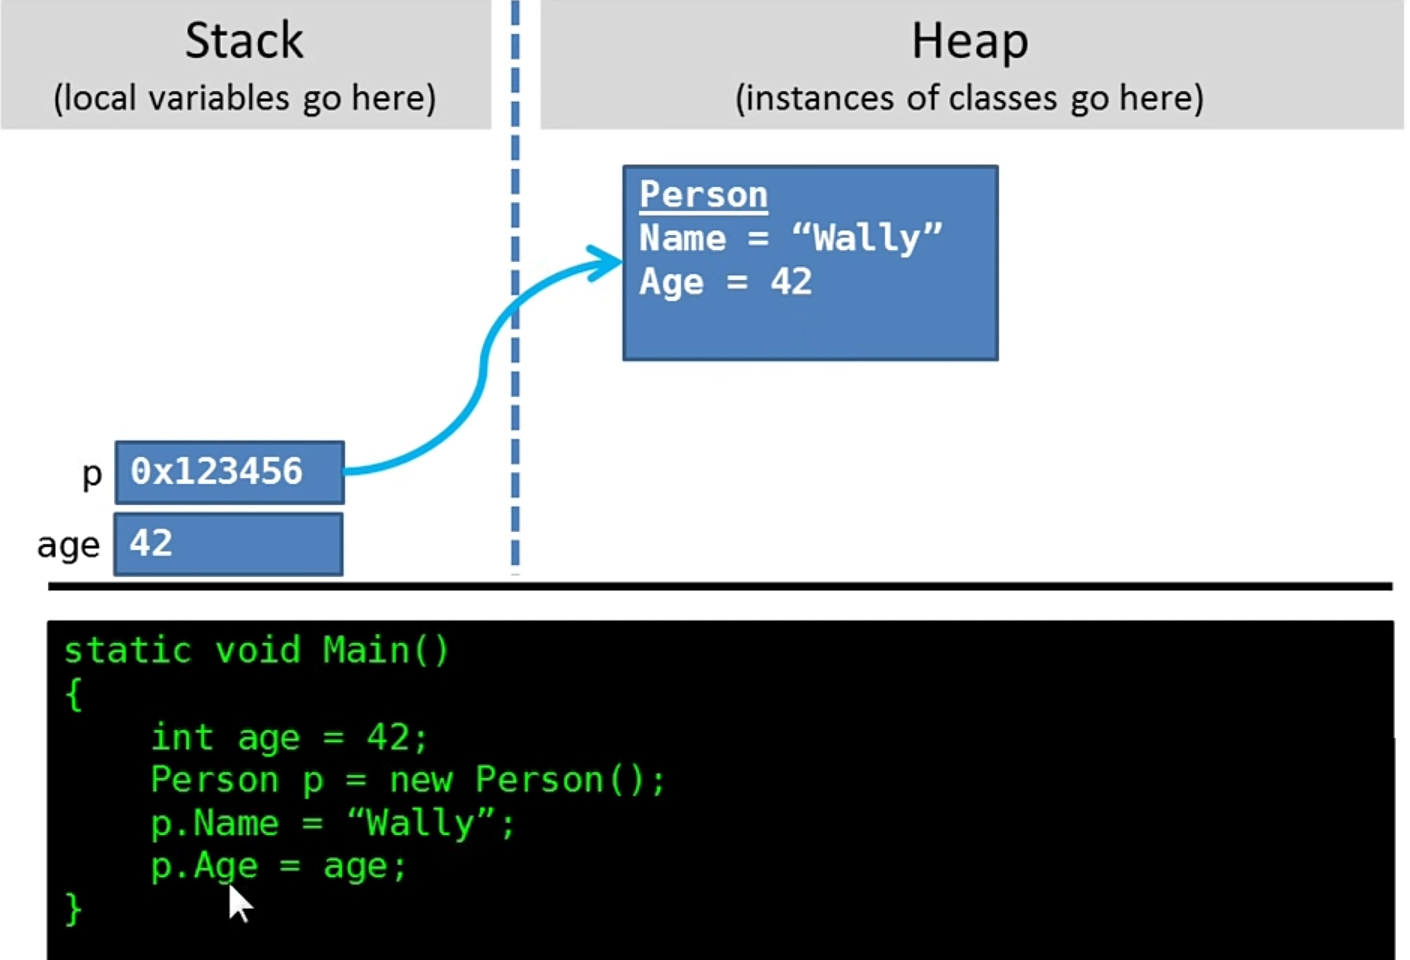 Stack
(local variables go here)
Heap
(instances of classes go here)
Person
Name = “Wally”
Age = 42
p 0x123456
age 42
static void Main()
{
    int age = 42;
    Person p = new Person();
    p.Name = “Wally”;
    p.Age = age;
}